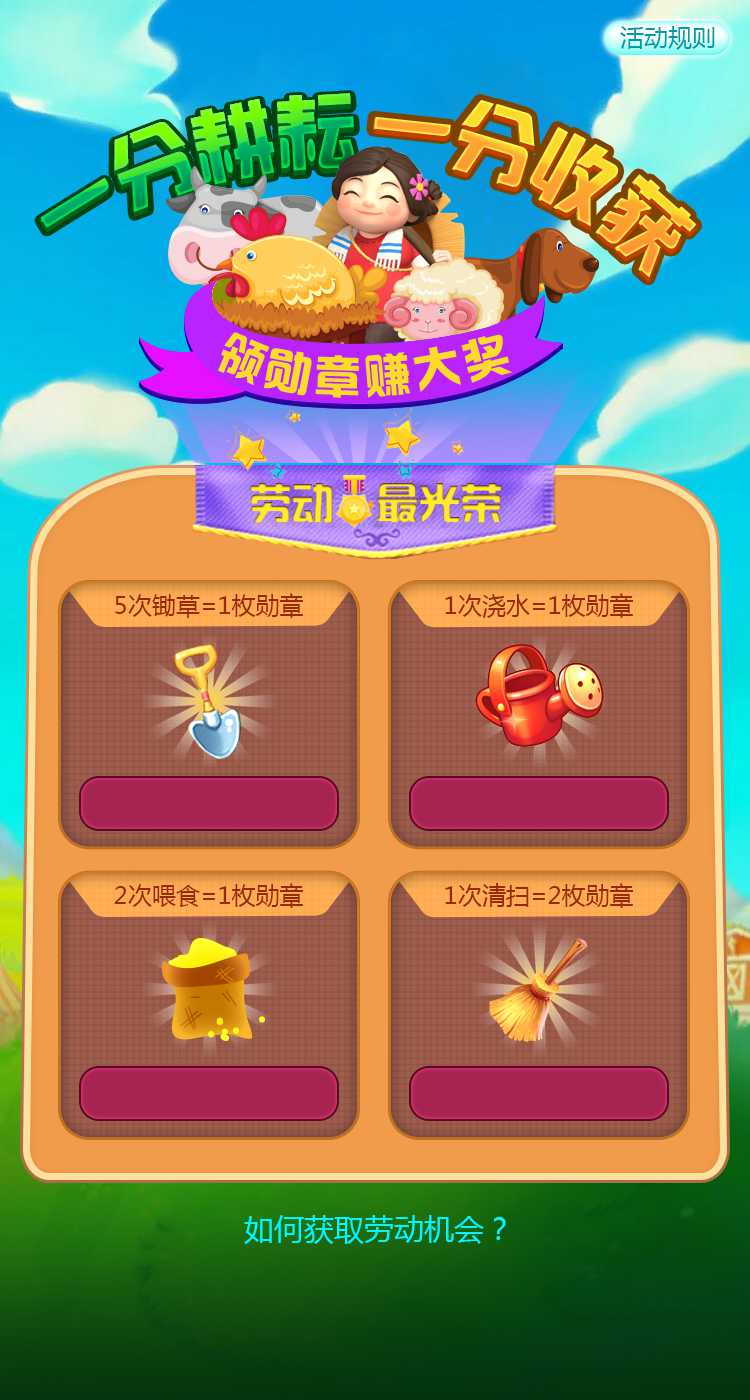 活动规则
一分耕耘一分收获
领勋章赚大奖
劳动最光荣
5次锄草=1枚勋章
1次浇水=1枚勋章
2次喂食=1枚勋章
1次清扫=2枚勋章
如何获取劳动机会？